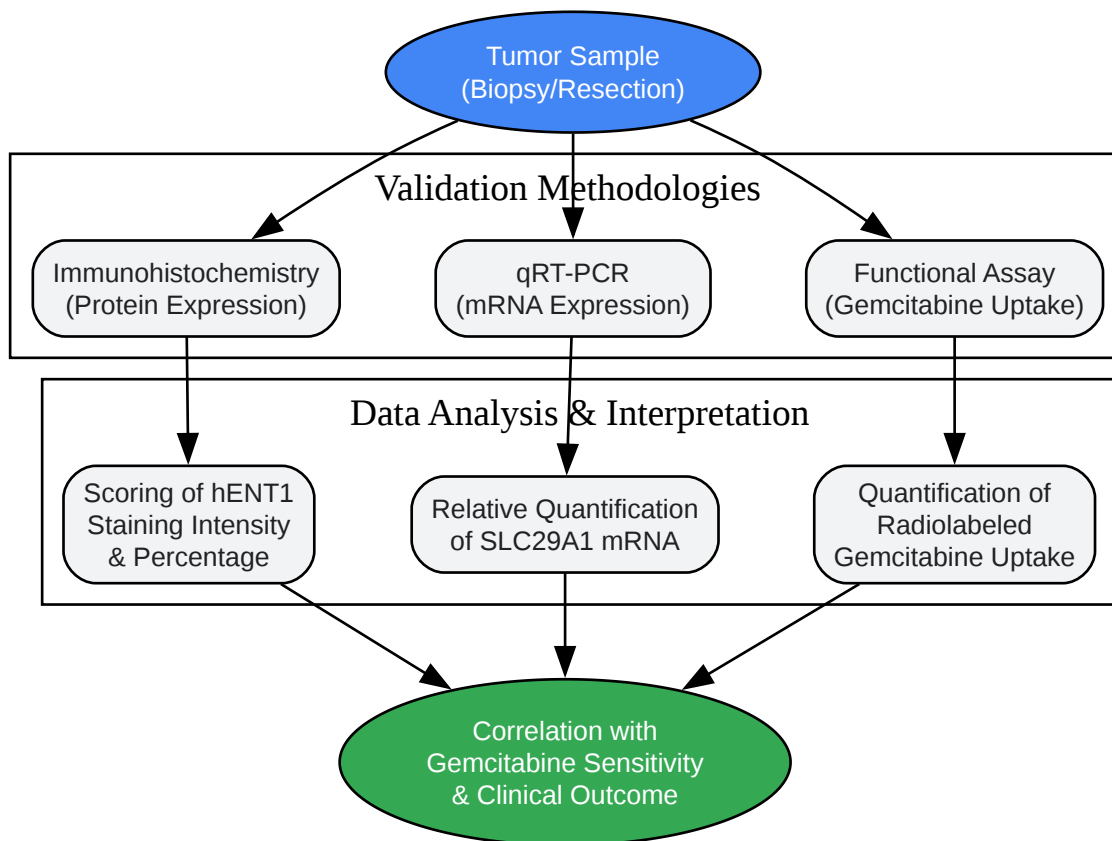 Tumor Sample
(Biopsy/Resection)
Validation Methodologies
Immunohistochemistry
(Protein Expression)
qRT-PCR
(mRNA Expression)
Functional Assay
(Gemcitabine Uptake)
Data Analysis & Interpretation
Scoring of hENT1
Staining Intensity
& Percentage
Relative Quantification
of SLC29A1 mRNA
Quantification of
Radiolabeled
Gemcitabine Uptake
Correlation with
Gemcitabine Sensitivity
& Clinical Outcome